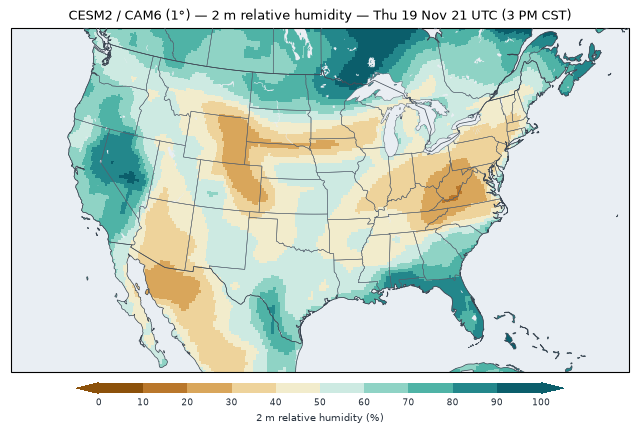 CESM2 / CAM6 (1°) — 2 m relative humidity — Thu 19 Nov 21 UTC (3 PM CST)
0 10 20 30 40 50 60 70 80 90 100
2 m relative humidity (%)